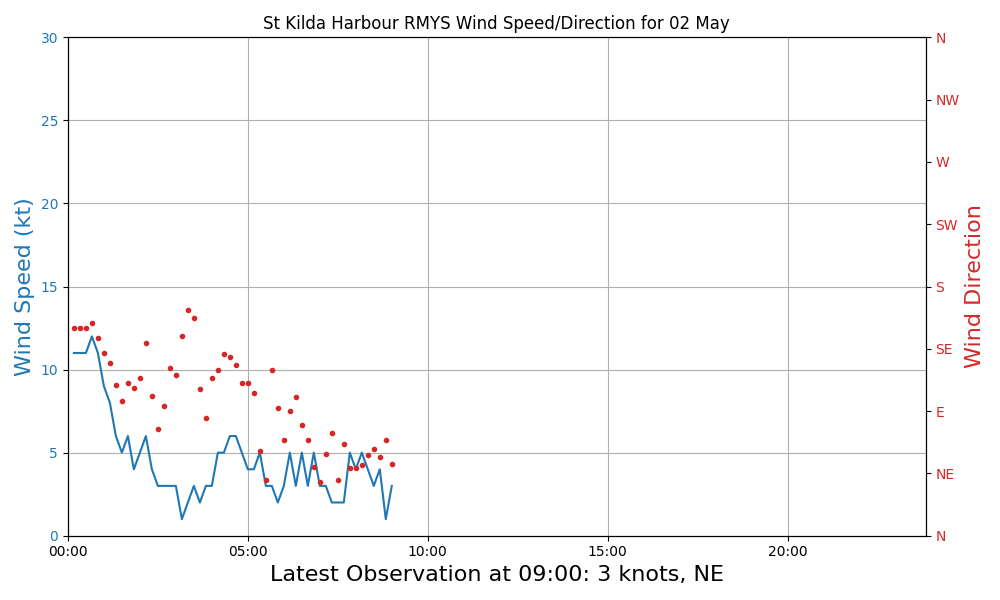 St Kilda Harbour RMYS Wind Speed/Direction for 02 May
30
25
20
15
10
5
0
Wind Speed (kt)
N
NW
W
SW
S
SE
E
NE
N
Wind Direction
00:00 05:00 10:00 15:00 20:00
Latest Observation at 09:00: 3 knots, NE